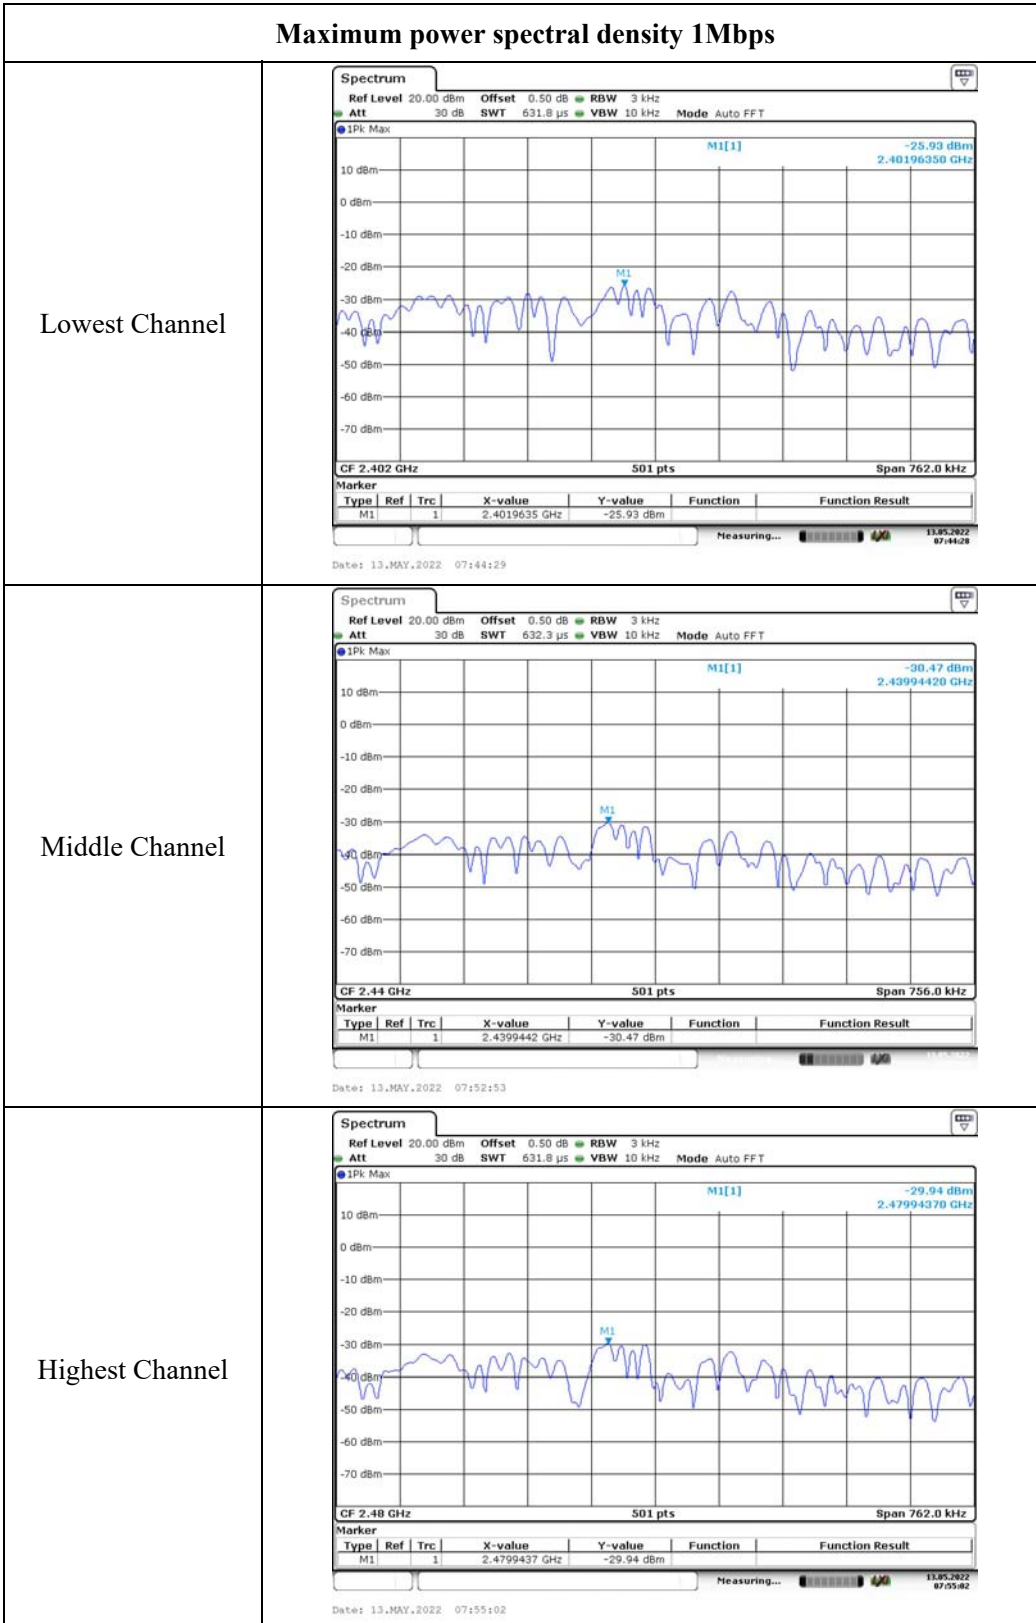 Maximum power spectral density 1Mbps
Lowest Channel
Spectrum
Ref Level 20.00 dBm Offset 0.50 dB RBW 3 kHz
Att 30 dB SWT 631.8 µs VBW 10 kHz Mode Auto FFT
1Pk Max
M1[1] -25.93 dBm
2.40196350 GHz
10 dBm
0 dBm
-10 dBm
-20 dBm
M1
-30 dBm
-40 dBm
-50 dBm
-60 dBm
-70 dBm
CF 2.402 GHz 501 pts Span 762.0 kHz
Marker
Type Ref Trc X-value Y-value Function Function Result
M1 1 2.4019635 GHz -25.93 dBm
Measuring... 13.05.2022
07:44:28
Date: 13.MAY.2022 07:44:29
Middle Channel
Spectrum
Ref Level 20.00 dBm Offset 0.50 dB RBW 3 kHz
Att 30 dB SWT 632.3 µs VBW 10 kHz Mode Auto FFT
1Pk Max
M1[1] -30.47 dBm
2.43994420 GHz
10 dBm
0 dBm
-10 dBm
-20 dBm
M1
-30 dBm
-40 dBm
-50 dBm
-60 dBm
-70 dBm
CF 2.44 GHz 501 pts Span 756.0 kHz
Marker
Type Ref Trc X-value Y-value Function Function Result
M1 1 2.4399442 GHz -30.47 dBm
Date: 13.MAY.2022 07:52:53
Highest Channel
Spectrum
Ref Level 20.00 dBm Offset 0.50 dB RBW 3 kHz
Att 30 dB SWT 631.8 µs VBW 10 kHz Mode Auto FFT
1Pk Max
M1[1] -29.94 dBm
2.47994370 GHz
10 dBm
0 dBm
-10 dBm
-20 dBm
M1
-30 dBm
-40 dBm
-50 dBm
-60 dBm
-70 dBm
CF 2.48 GHz 501 pts Span 762.0 kHz
Marker
Type Ref Trc X-value Y-value Function Function Result
M1 1 2.4799437 GHz -29.94 dBm
Measuring... 13.05.2022
07:55:02
Date: 13.MAY.2022 07:55:02